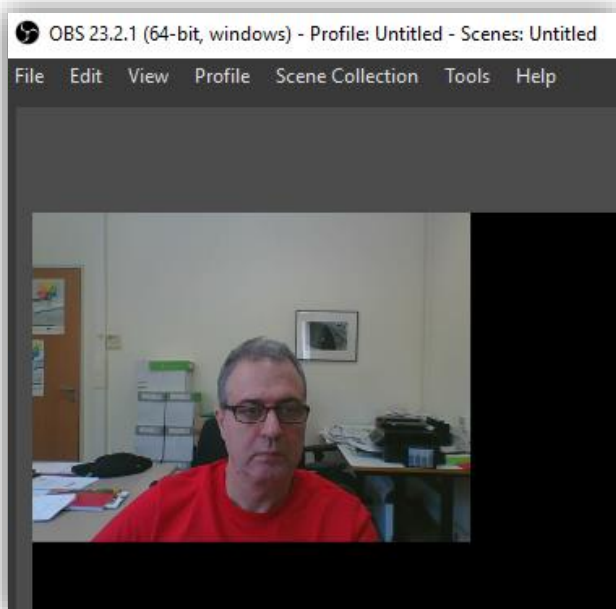 OBS 23.2.1 (64-bit, windows) - Profile: Untitled - Scenes: Untitled
File Edit View Profile Scene Collection Tools Help